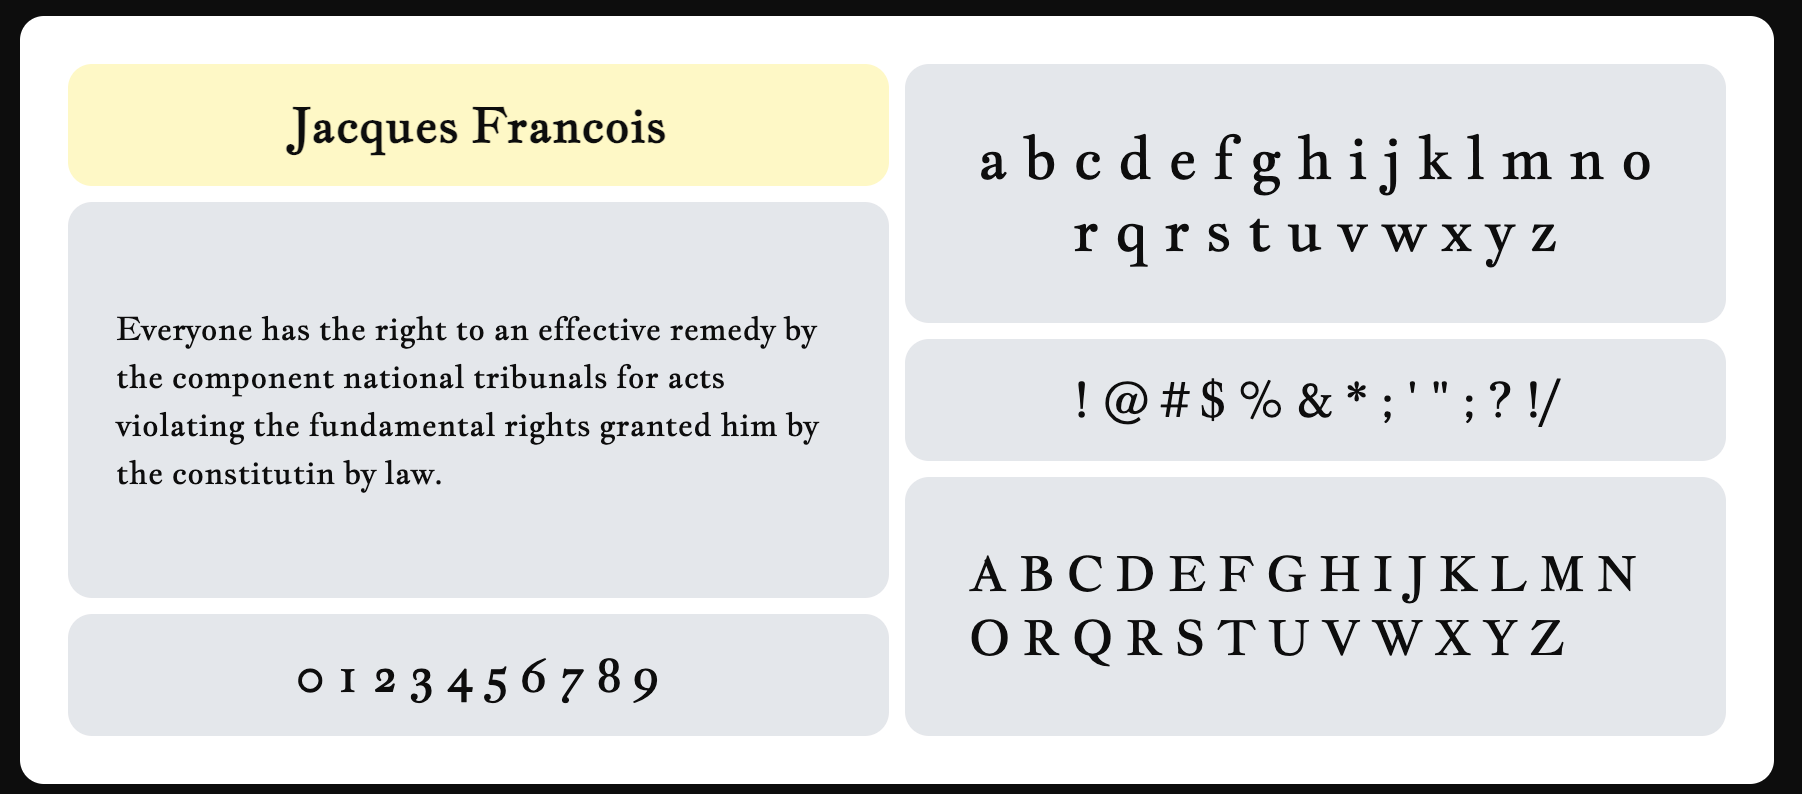 Jacques Francois
Everyone has the right to an effective remedy by
the component national tribunals for acts
violating the fundamental rights granted him by
the constitutin by law.
0 1 2 3 4 5 6 7 8 9
a b c d e f g h i j k l m n o
r q r s t u v w x y z
! @ # $ % & * ; ' " ; ? !/
A B C D E F G H I J K L M N
O R Q R S T U V W X Y Z